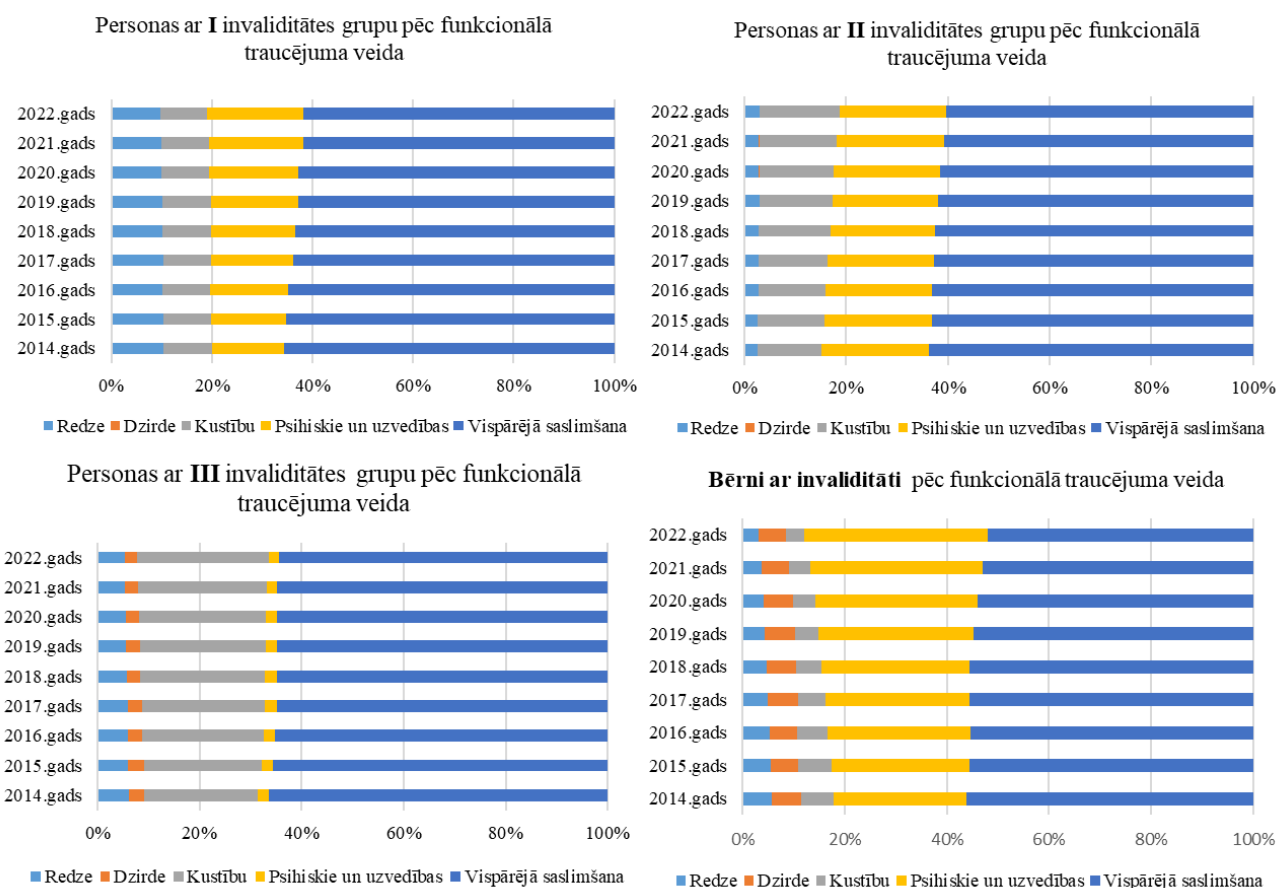 Personas ar I invaliditātes grupu pēc funkcionālā
traucējuma veida
2022.gads
2021.gads
2020.gads
2019.gads
2018.gads
2017.gads
2016.gads
2015.gads
2014.gads
0% 20% 40% 60% 80% 100%
Redze Dzirde Kustību Psihiskie un uzvedības Vispārējā saslimšana
Personas ar II invaliditātes grupu pēc funkcionālā
traucējuma veida
2022.gads
2021.gads
2020.gads
2019.gads
2018.gads
2017.gads
2016.gads
2015.gads
2014.gads
0% 20% 40% 60% 80% 100%
Redze Dzirde Kustību Psihiskie un uzvedības Vispārējā saslimšana
Personas ar III invaliditātes grupu pēc funkcionālā
traucējuma veida
2022.gads
2021.gads
2020.gads
2019.gads
2018.gads
2017.gads
2016.gads
2015.gads
2014.gads
0% 20% 40% 60% 80% 100%
Redze Dzirde Kustību Psihiskie un uzvedības Vispārējā saslimšana
Bērni ar invaliditāti pēc funkcionālā traucējuma veida
2022.gads
2021.gads
2020.gads
2019.gads
2018.gads
2017.gads
2016.gads
2015.gads
2014.gads
0% 20% 40% 60% 80% 100%
Redze Dzirde Kustību Psihiskie un uzvedības Vispārējā saslimšana